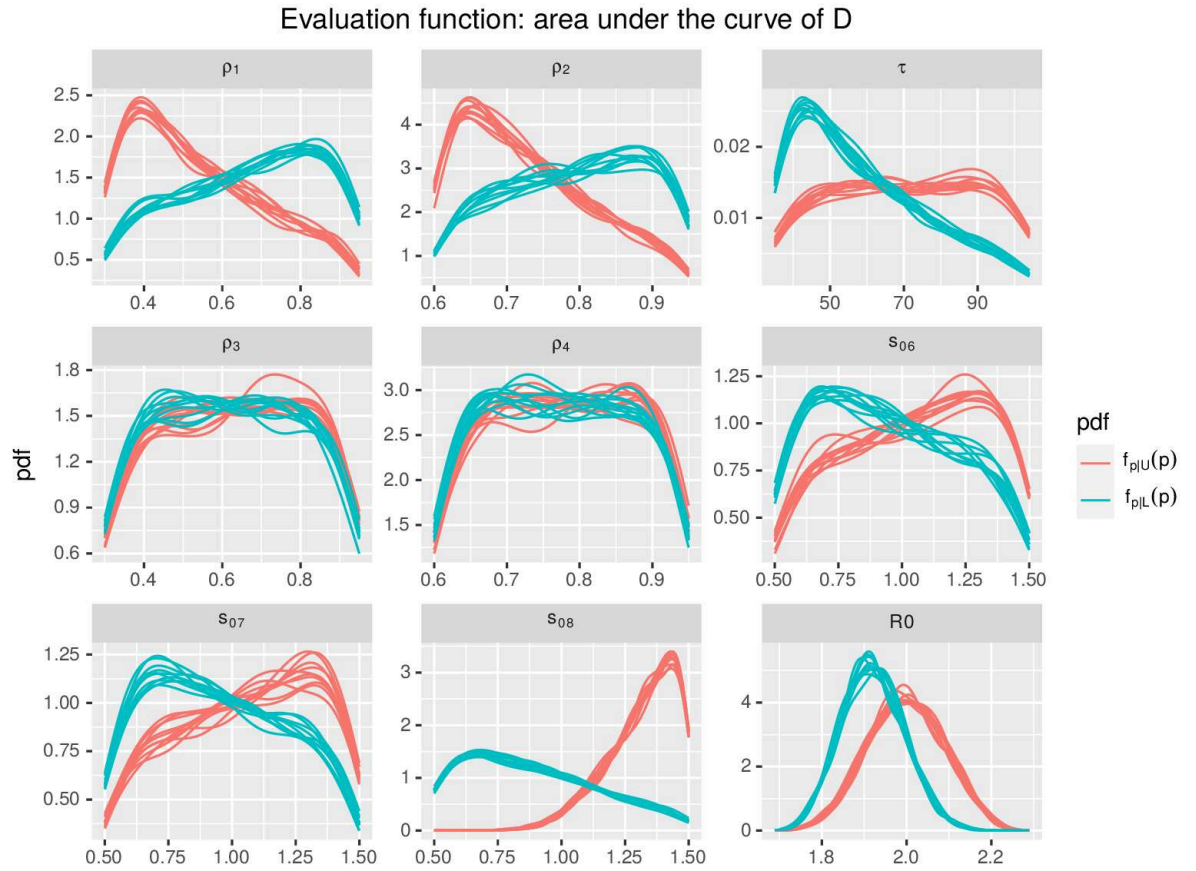 Evaluation function: area under the curve of D
ρ₁ ρ₂ τ
2.5 2.0 1.5 1.0 0.5
4 3 2 1
0.02 0.01
0.4 0.6 0.8
0.6 0.7 0.8 0.9
50 70 90
ρ₃ ρ₄ s₀₆
1.8 1.5 1.2 0.9 0.6
3.0 2.5 2.0 1.5
1.25 1.00 0.75 0.50
0.4 0.6 0.8
0.6 0.7 0.8 0.9
0.50 0.75 1.00 1.25 1.50
s₀₇ s₀₈ R0
1.25 1.00 0.75 0.50
3 2 1 0
4 2 0
0.50 0.75 1.00 1.25 1.50
0.50 0.75 1.00 1.25 1.50
1.8 2.0 2.2
pdf
pdf
f_{p|U}(p)
f_{p|L}(p)